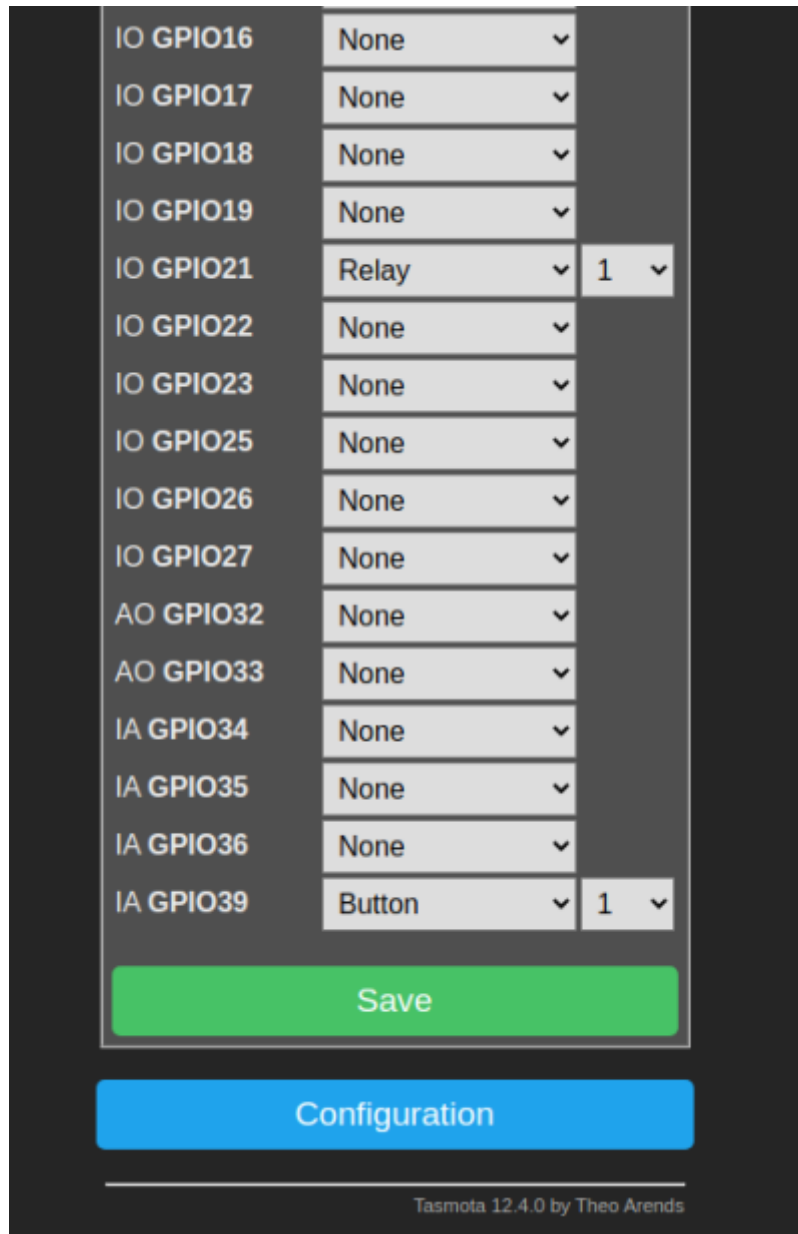 IO GPIO16 None
IO GPIO17 None
IO GPIO18 None
IO GPIO19 None
IO GPIO21 Relay 1
IO GPIO22 None
IO GPIO23 None
IO GPIO25 None
IO GPIO26 None
IO GPIO27 None
AO GPIO32 None
AO GPIO33 None
IA GPIO34 None
IA GPIO35 None
IA GPIO36 None
IA GPIO39 Button 1
Save
Configuration
Tasmota 12.4.0 by Theo Arends